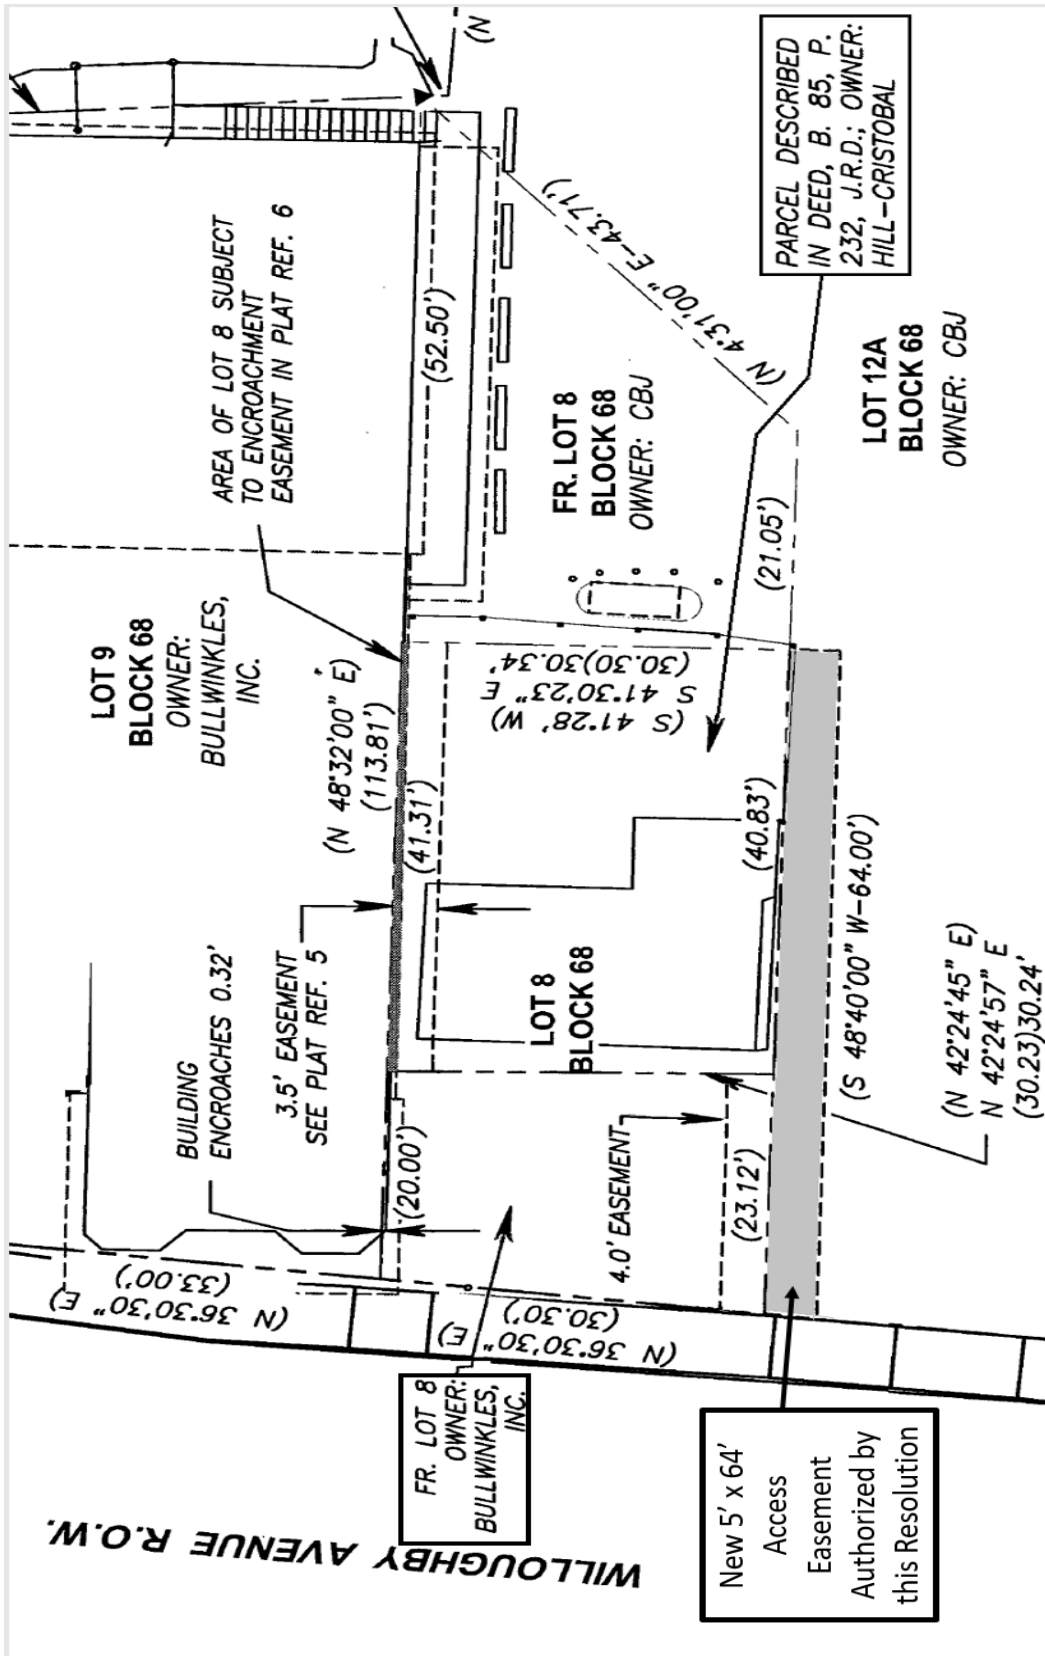 (N
PARCEL DESCRIBED
IN DEED, B. 85, P.
232, J.R.D.; OWNER:
HILL-CRISTOBAL
AREA OF LOT 8 SUBJECT
TO ENCROACHMENT
EASEMENT IN PLAT REF. 6
(52.50')
(N 4°31'00" E-43.71')
LOT 9
BLOCK 68
OWNER:
BULLWINKLES,
INC.
FR. LOT 8
BLOCK 68
OWNER: CBJ
LOT 12A
BLOCK 68
OWNER: CBJ
(21.05')
(N 48°32'00" E)
(113.81')
(41.31')
(S 41°28' W)
S 41°30'23" E
(30.30)30.34'
(40.83')
BUILDING
ENCROACHES 0.32'
3.5' EASEMENT
SEE PLAT REF. 5
LOT 8
BLOCK 68
(S 48°40'00" W-64.00')
(N 42°24'45" E)
N 42°24'57" E
(30.23)30.24'
(20.00')
4.0' EASEMENT
(23.12')
(N 36°30'30" E)
(33.00')
(N 36°30'30" E)
(30.30')
FR. LOT 8
OWNER:
BULLWINKLES,
INC.
New 5' x 64'
Access
Easement
Authorized by
this Resolution
WILLOUGHBY AVENUE R.O.W.